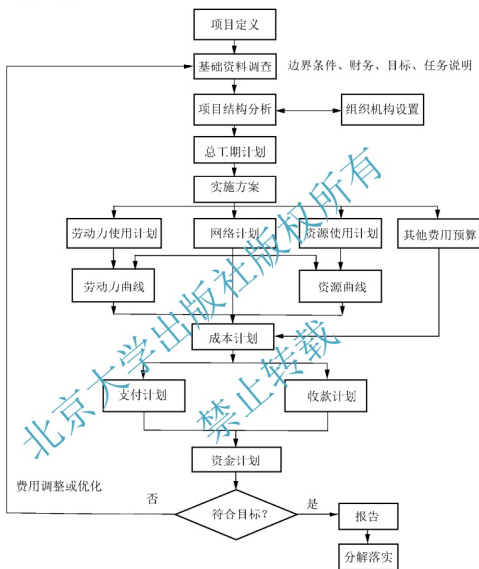 项目定义
基础资料调查
边界条件、财务、目标、任务说明
项目结构分析
组织机构设置
总工期计划
实施方案
劳动力使用计划
网络计划
资源使用计划
其他费用预算
劳动力曲线
资源曲线
成本计划
支付计划
收款计划
资金计划
费用调整或优化
否
符合目标？
是
报告
分解落实
北京大学出版社版权所有
禁止转载